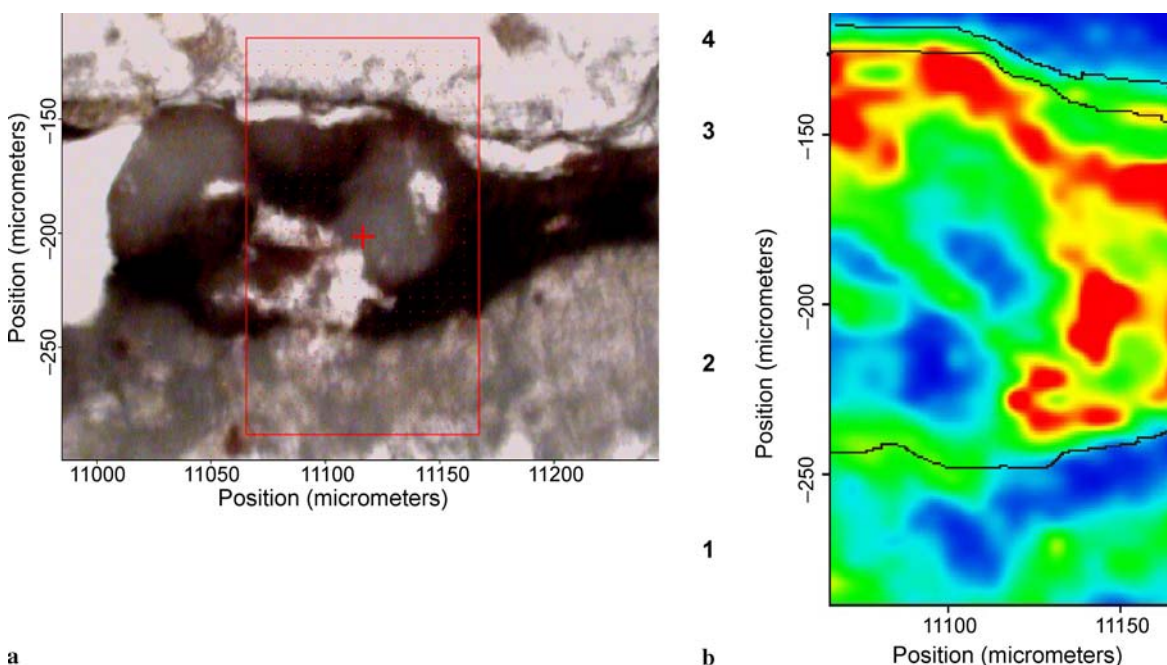 −150
−200
−250
Position (micrometers)
11000
11050
11100
11150
11200
Position (micrometers)
a
4
3
2
1
−150
−200
−250
Position (micrometers)
11100
11150
Position (micrometers)
b